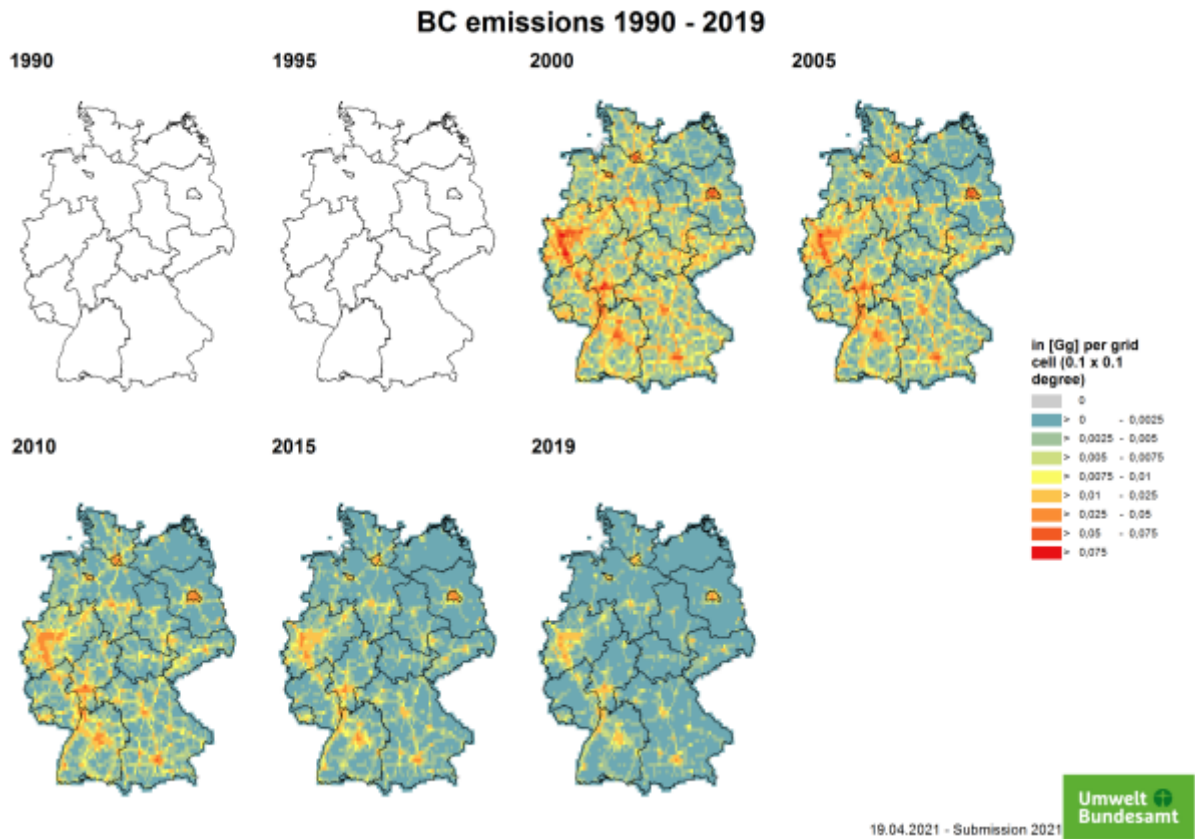 BC emissions 1990 - 2019
1990
1995
2000
2005
in [Gg] per grid
cell (0.1 x 0.1
degree)
0
> 0 - 0,0025
> 0,0025 - 0,005
> 0,005 - 0,0075
> 0,0075 - 0,01
> 0,01 - 0,025
> 0,025 - 0,05
> 0,05 - 0,075
> 0,075
2010
2015
2019
Umwelt
Bundesamt
19.04.2021 - Submission 2021